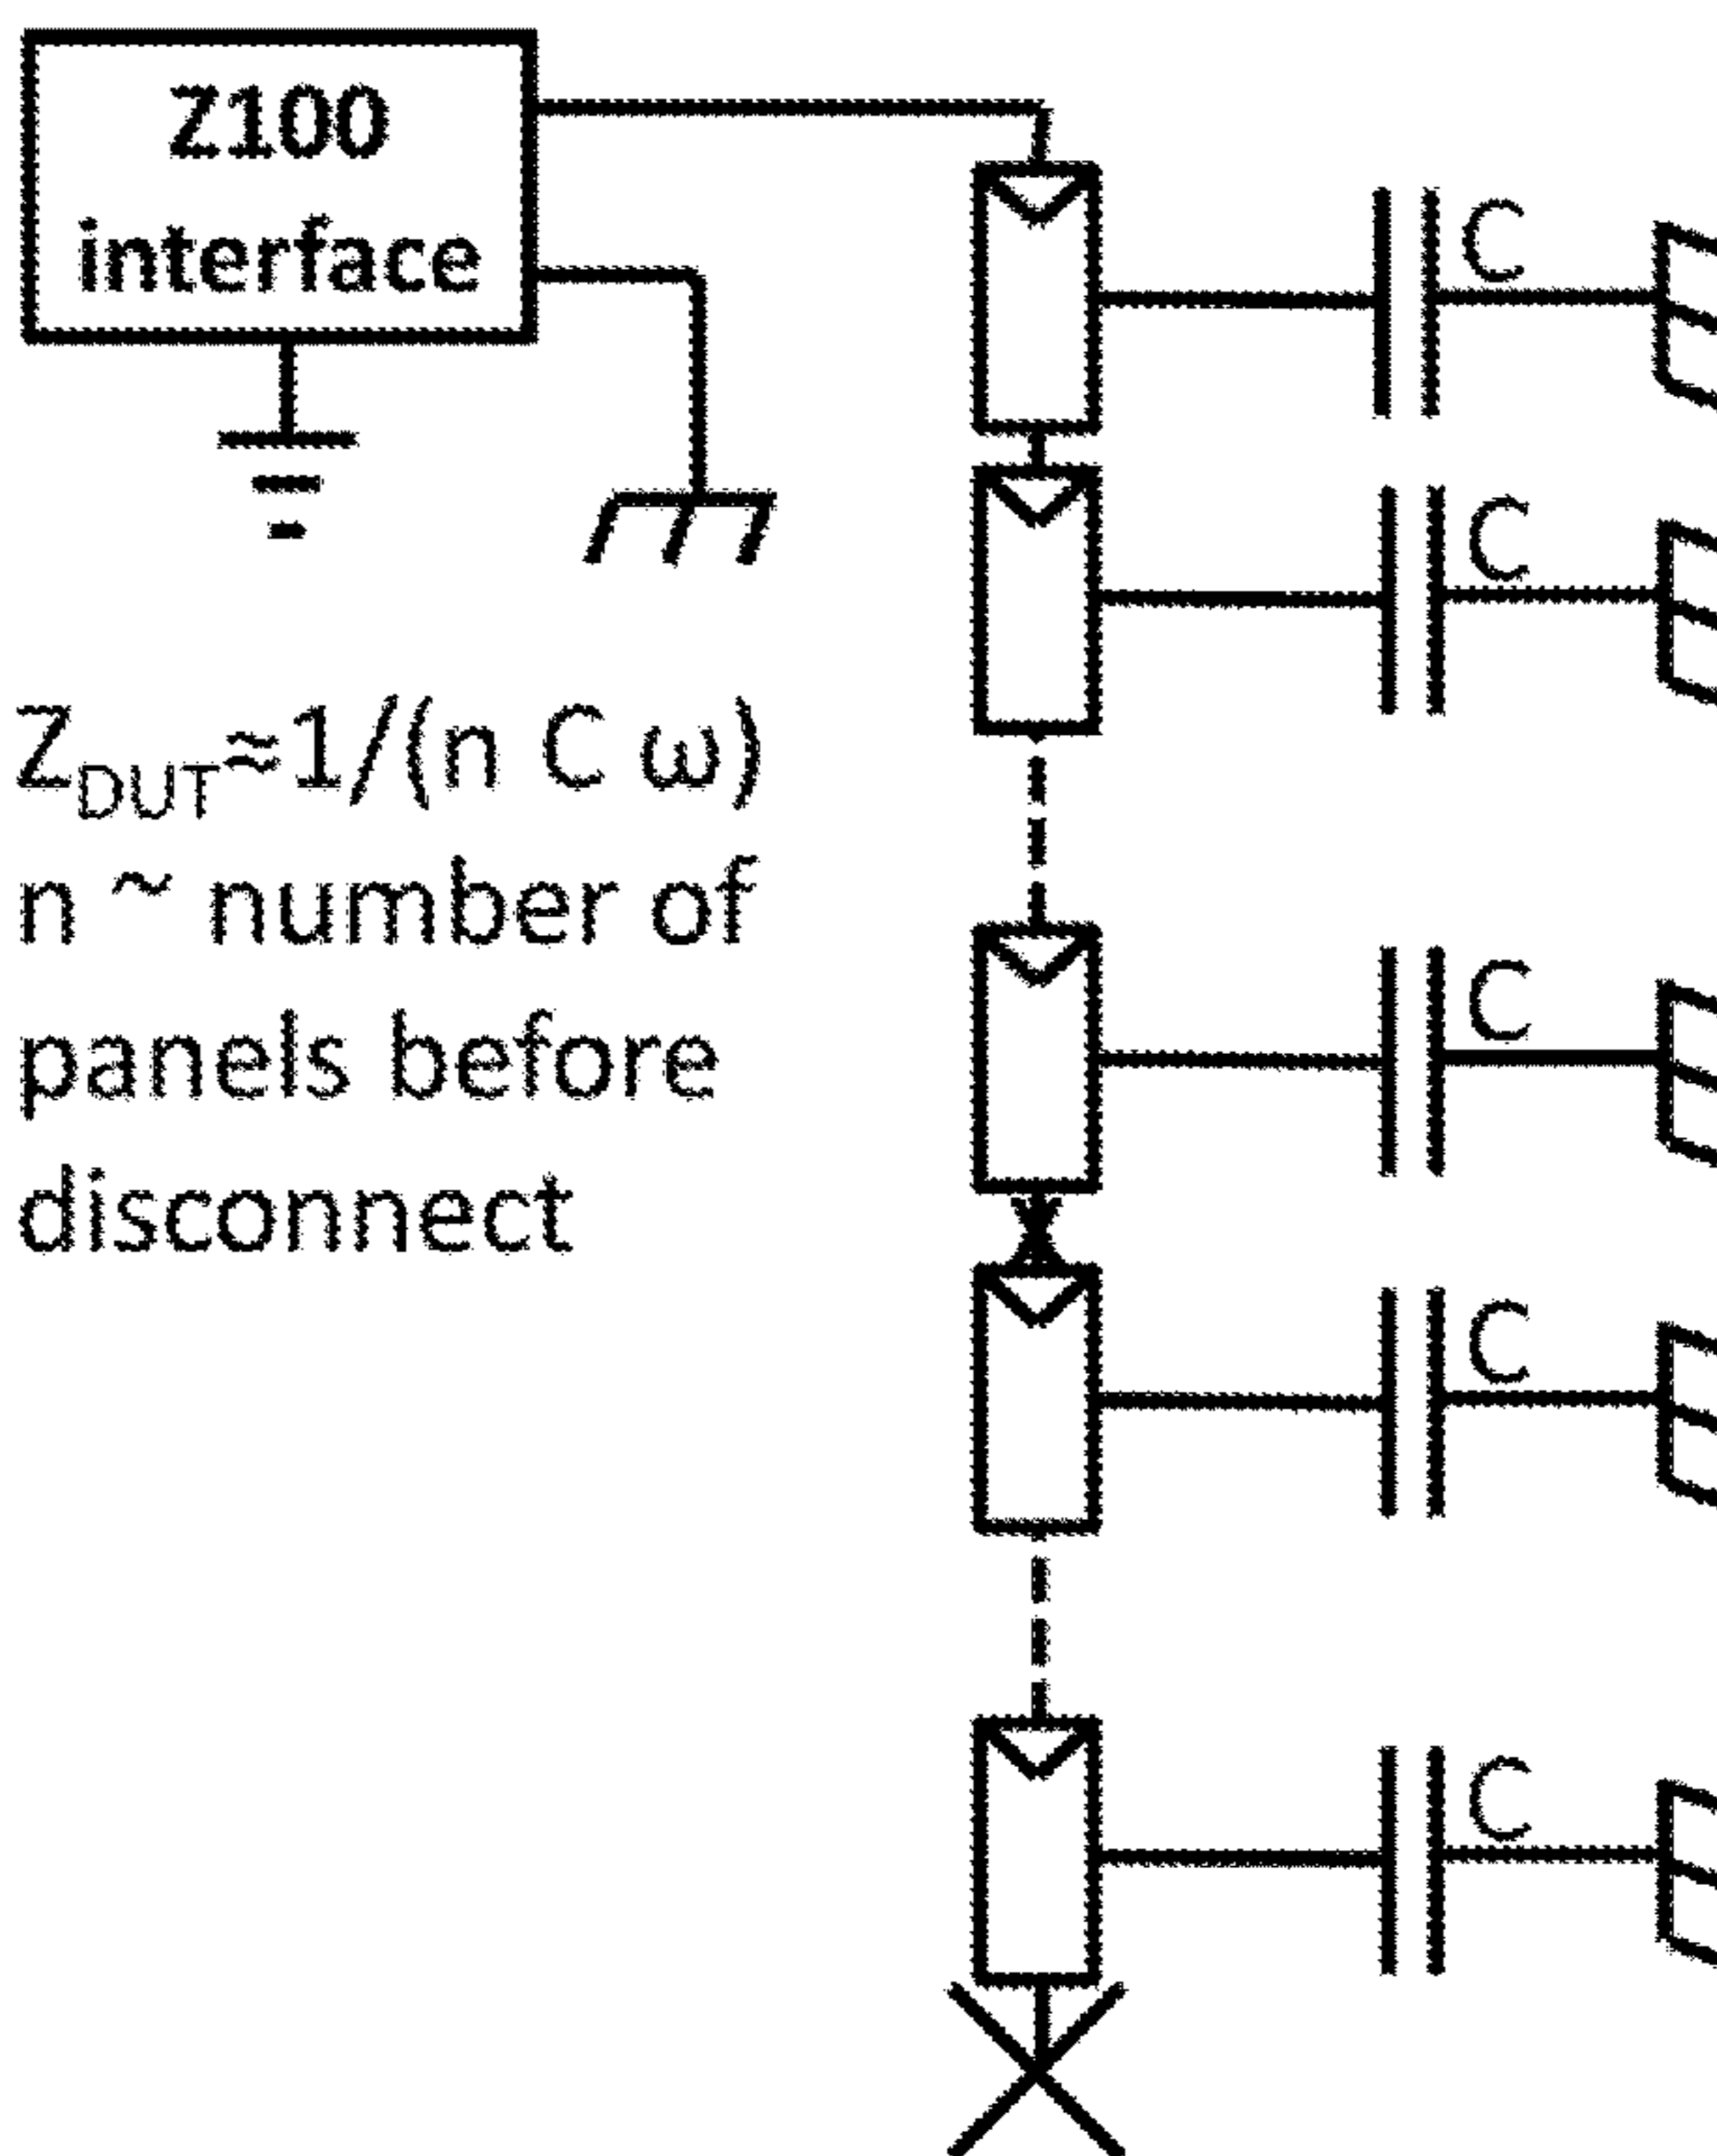 Z100
interface
C
C
Z_DUT≈1/(n C ω)
n ~ number of
panels before
disconnect
C
C
C